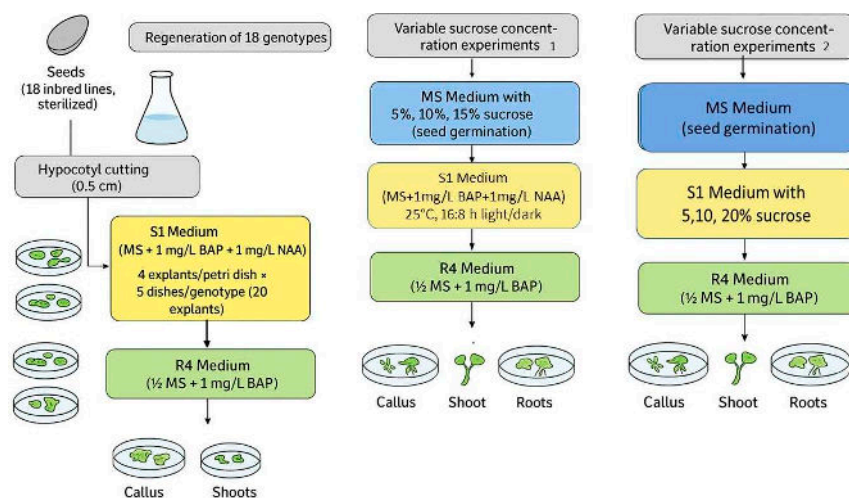 Regeneration of 18 genotypes
Seeds
(18 inbred lines,
sterilized)
Hypocotyl cutting
(0.5 cm)
S1 Medium
(MS + 1 mg/L BAP + 1 mg/L NAA)
4 explants/petri dish ×
5 dishes/genotype (20
explants)
R4 Medium
(½ MS + 1 mg/L BAP)
Callus
Shoots
Variable sucrose concent-
ration experiments 1
MS Medium with
5%, 10%, 15% sucrose
(seed germination)
S1 Medium
(MS+1mg/L BAP+1mg/L NAA)
25°C, 16:8 h light/dark
R4 Medium
(½ MS + 1 mg/L BAP)
Callus
Shoot
Roots
Variable sucrose concent-
ration experiments 2
MS Medium
(seed germination)
S1 Medium with
5,10, 20% sucrose
R4 Medium
(½ MS + 1 mg/L BAP)
Callus
Shoot
Roots